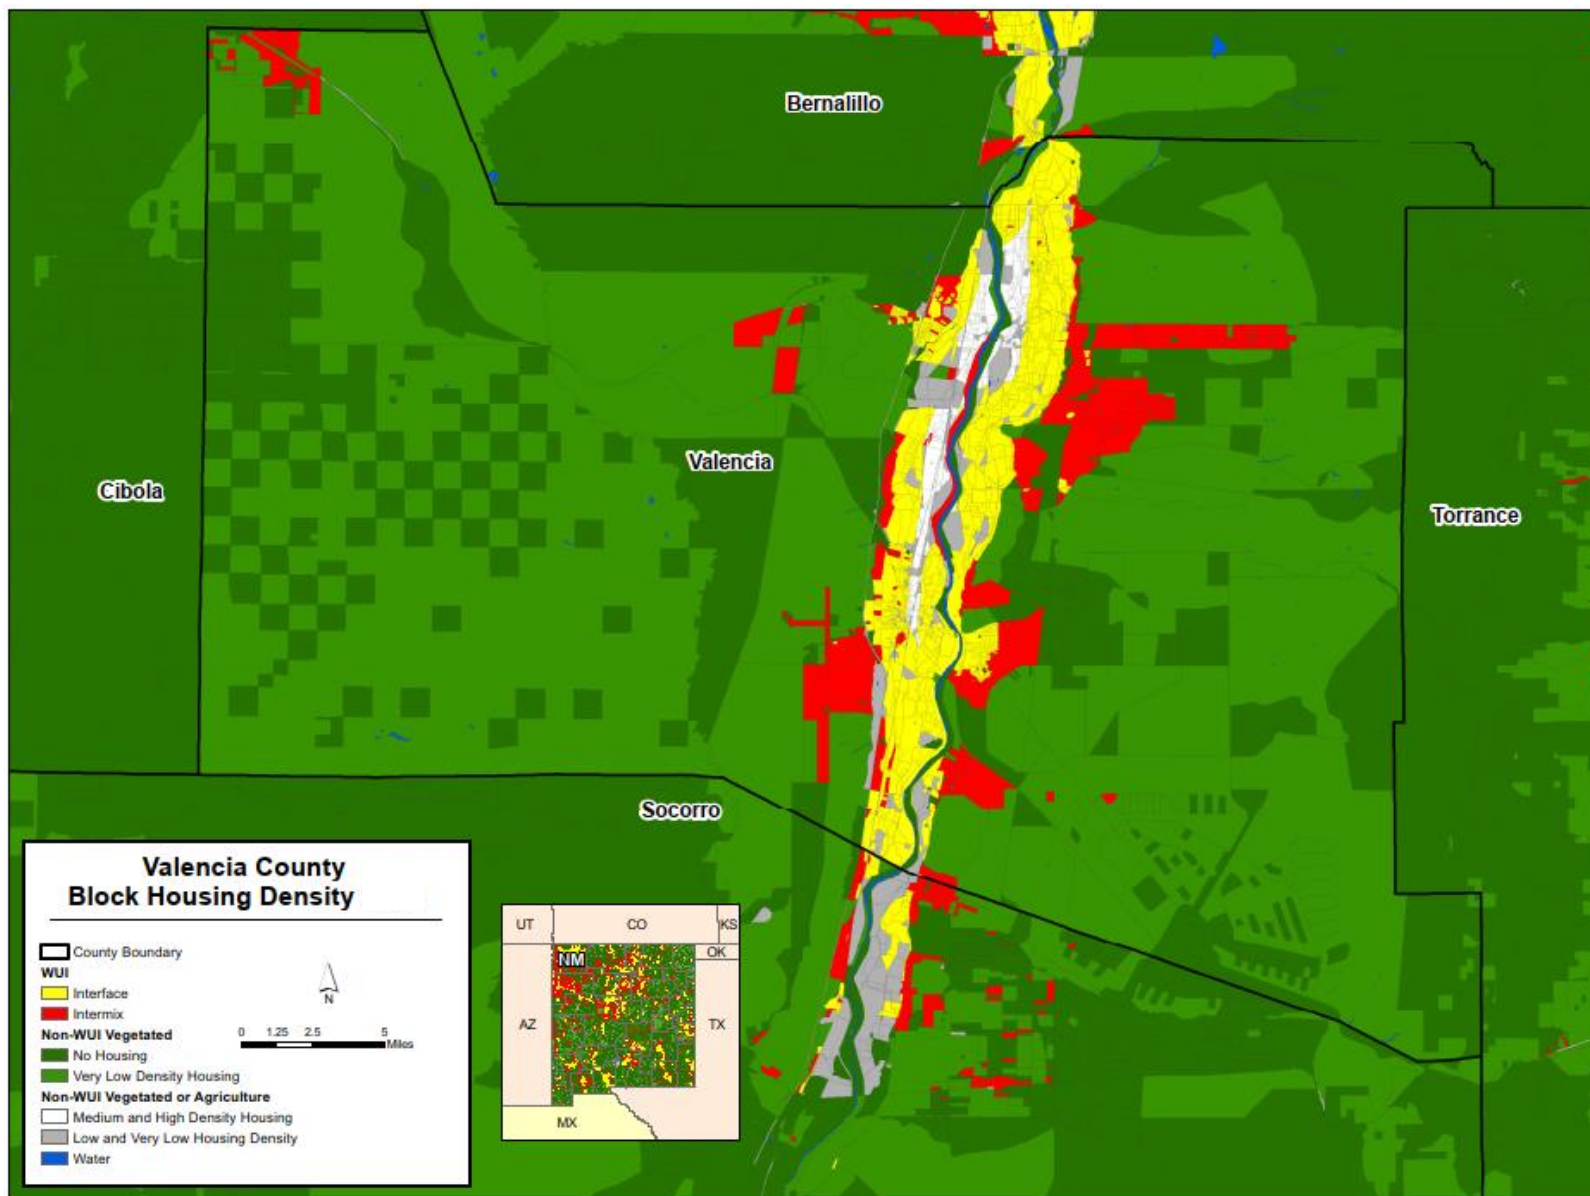 Bernalillo
Valencia
Cibola
Torrance
Socorro
Valencia County
Block Housing Density
County Boundary
WUI
Interface
Intermix
Non-WUI Vegetated
No Housing
Very Low Density Housing
Non-WUI Vegetated or Agriculture
Medium and High Density Housing
Low and Very Low Housing Density
Water
N
0 1.25 2.5 5
Miles
UT
CO
KS
OK
NM
AZ
TX
MX